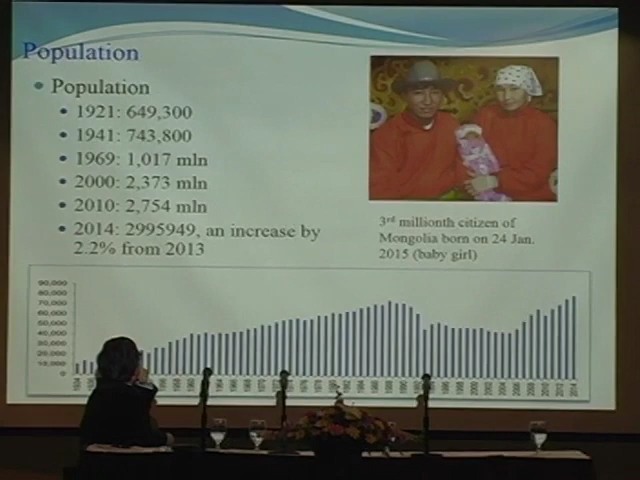 Population
Population
1921: 649,300
1941: 743,800
1969: 1,017 mln
2000: 2,373 mln
2010: 2,754 mln
2014: 2995949, an increase by
2.2% from 2013
3rd millionth citizen of
Mongolia born on 24 Jan.
2015 (baby girl)
90,000
80,000
70,000
60,000
50,000
40,000
30,000
20,000
10,000
0